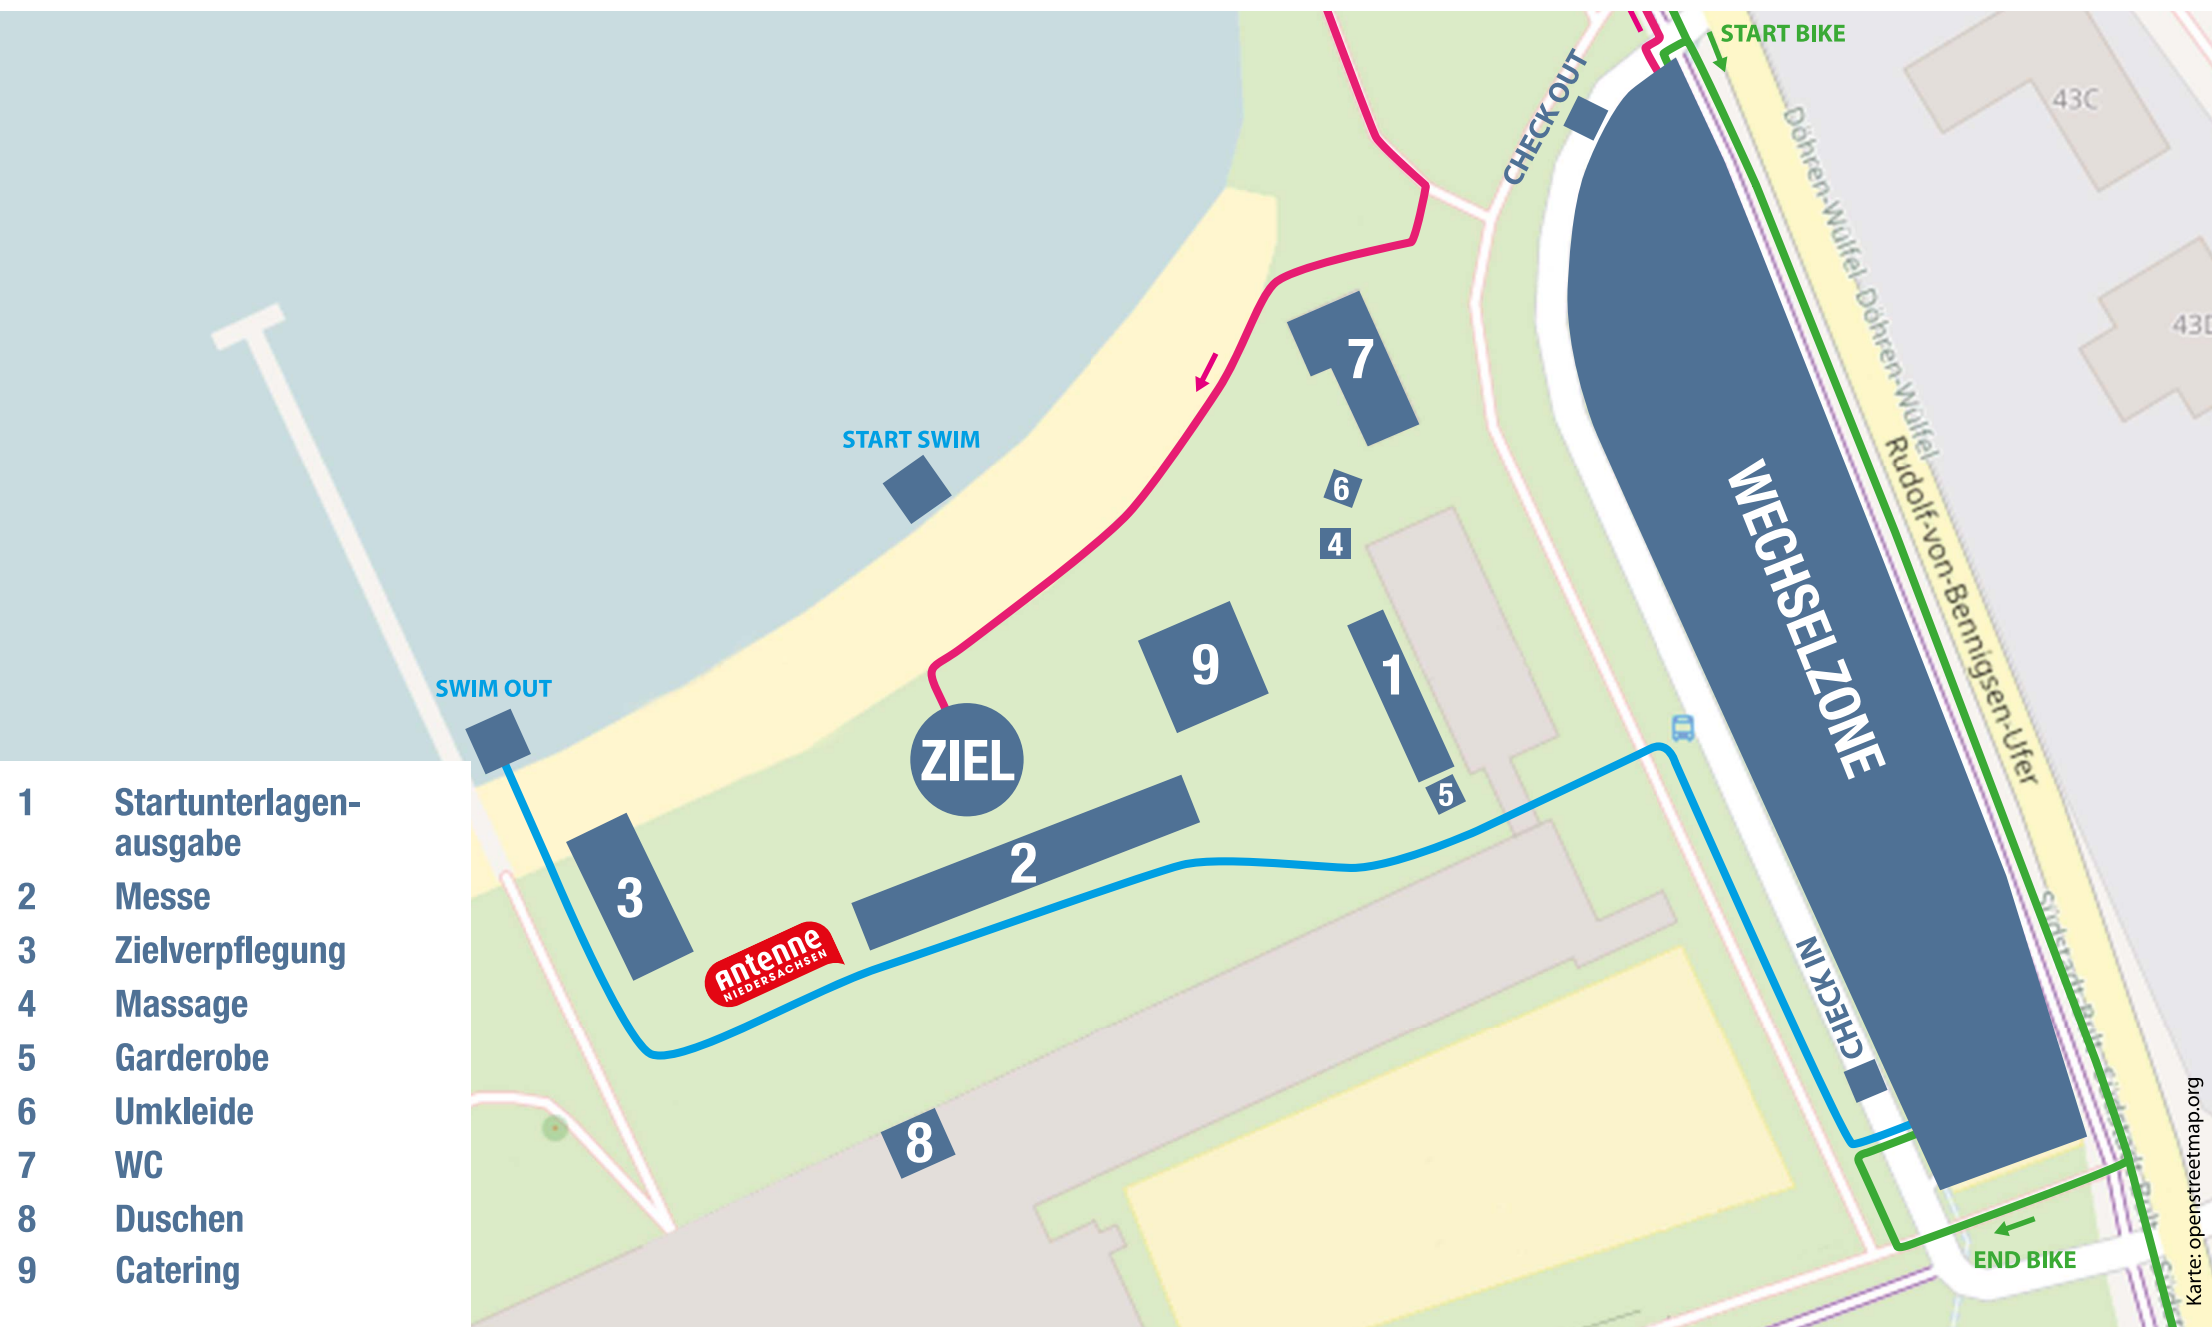 START BIKE
CHECK OUT
43C
Döhren-Wülfel-Döhren-Wülfel
43D
7
START SWIM
6
4
WECHSELZONE
Rudolf-von-Bennigsen-Ufer
9
1
SWIM OUT
ZIEL
5
2
3
antenne
NIEDERSACHSEN
CHECK IN
8
END BIKE
1 Startunterlagen-
ausgabe
2 Messe
3 Zielverpflegung
4 Massage
5 Garderobe
6 Umkleide
7 WC
8 Duschen
9 Catering
Karte: openstreetmap.org